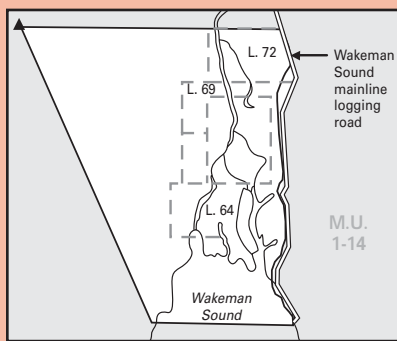 L. 72
Wakeman
Sound
mainline
logging
road
L. 69
L. 64
M.U.
1-14
Wakeman
Sound